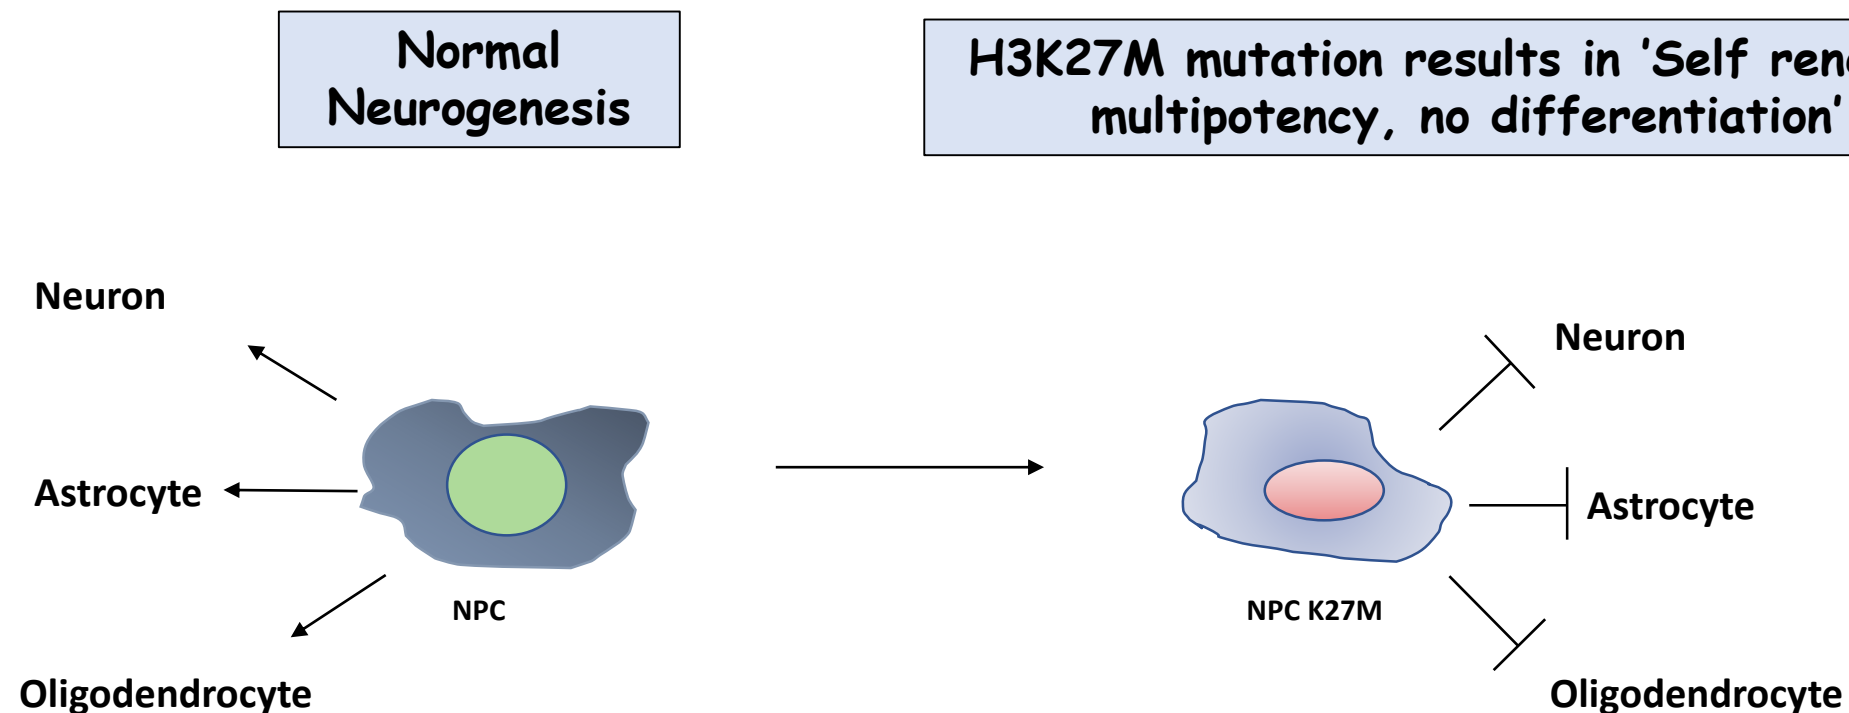 Normal
Neurogenesis
H3K27M mutation results in 'Self
multipotency, no differentiation'
Neuron
Astrocyte
Oligodendrocyte
NPC
NPC K27M
Neuron
Astrocyte
Oligodendrocyte